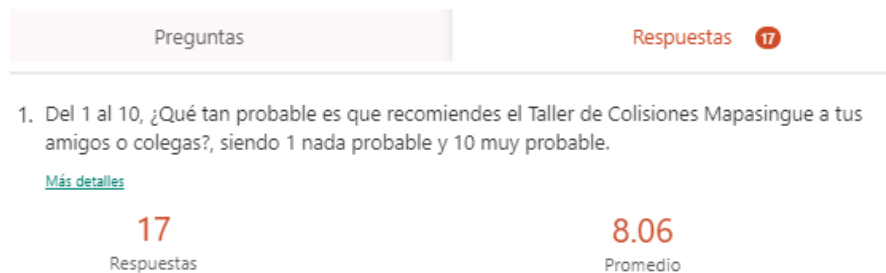 Preguntas
Respuestas 17
1. Del 1 al 10, ¿Qué tan probable es que recomiendes el Taller de Colisiones Mapasingue a tus
amigos o colegas?, siendo 1 nada probable y 10 muy probable.
Más detalles
17
Respuestas
8.06
Promedio